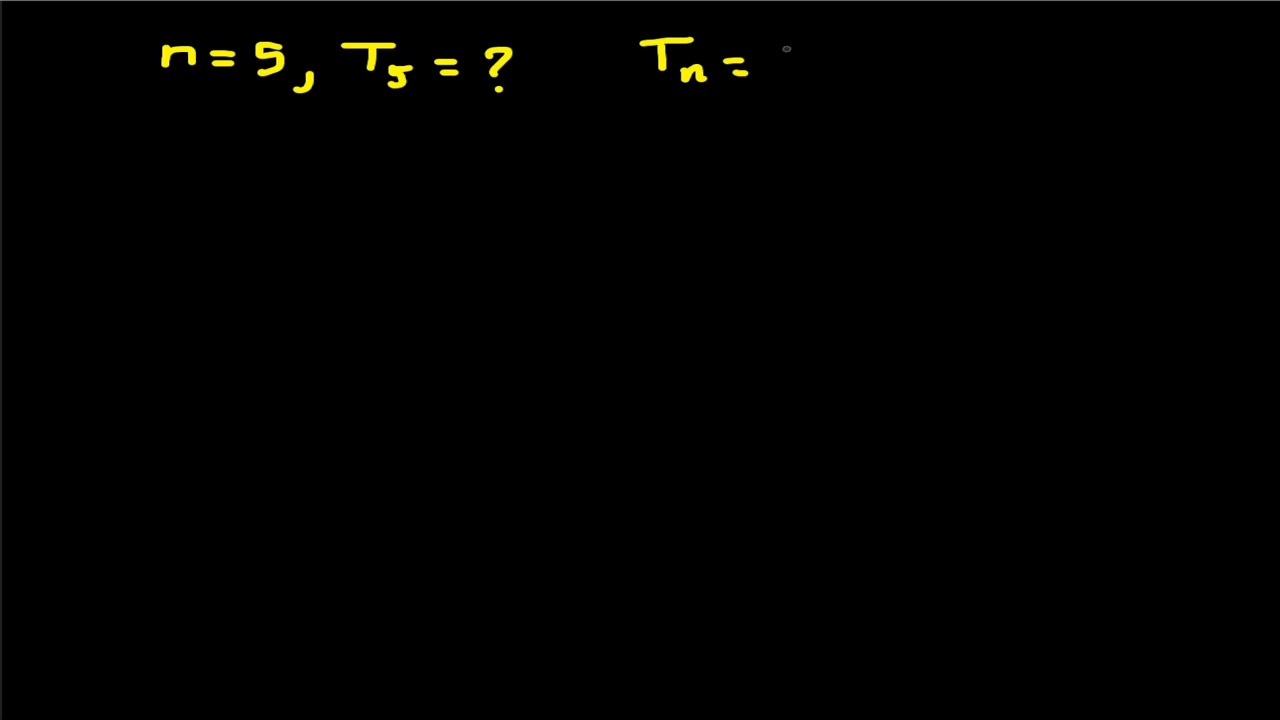 n = 5, T₅ = ? Tₙ =